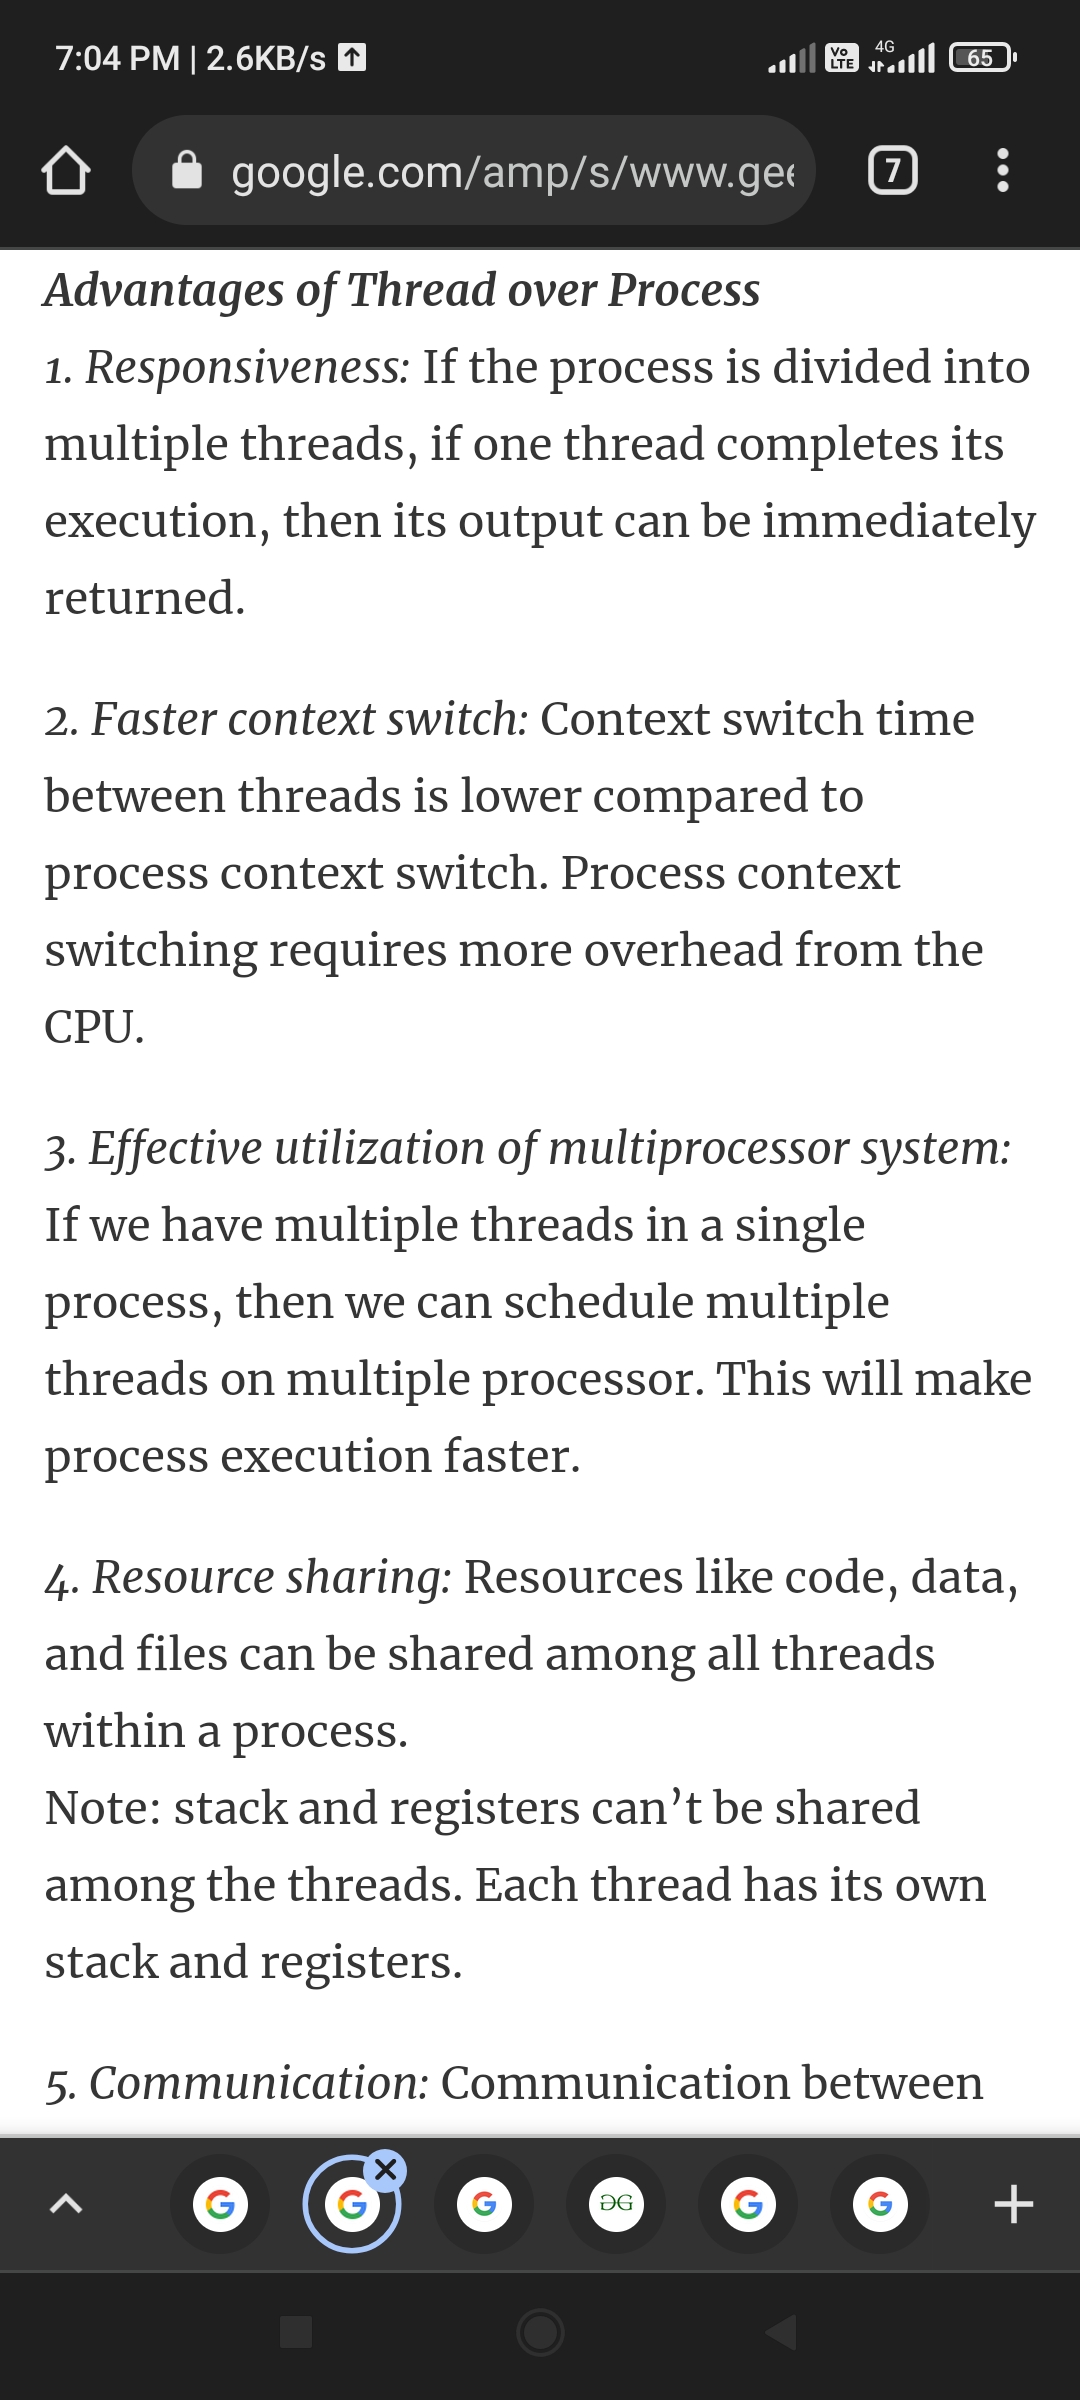 7:04 PM | 2.6KB/s
Vo
LTE
4G
65
google.com/amp/s/www.gee
7
Advantages of Thread over Process
1. Responsiveness: If the process is divided into
multiple threads, if one thread completes its
execution, then its output can be immediately
returned.
2. Faster context switch: Context switch time
between threads is lower compared to
process context switch. Process context
switching requires more overhead from the
CPU.
3. Effective utilization of multiprocessor system:
If we have multiple threads in a single
process, then we can schedule multiple
threads on multiple processor. This will make
process execution faster.
4. Resource sharing: Resources like code, data,
and files can be shared among all threads
within a process.
Note: stack and registers can’t be shared
among the threads. Each thread has its own
stack and registers.
5. Communication: Communication between